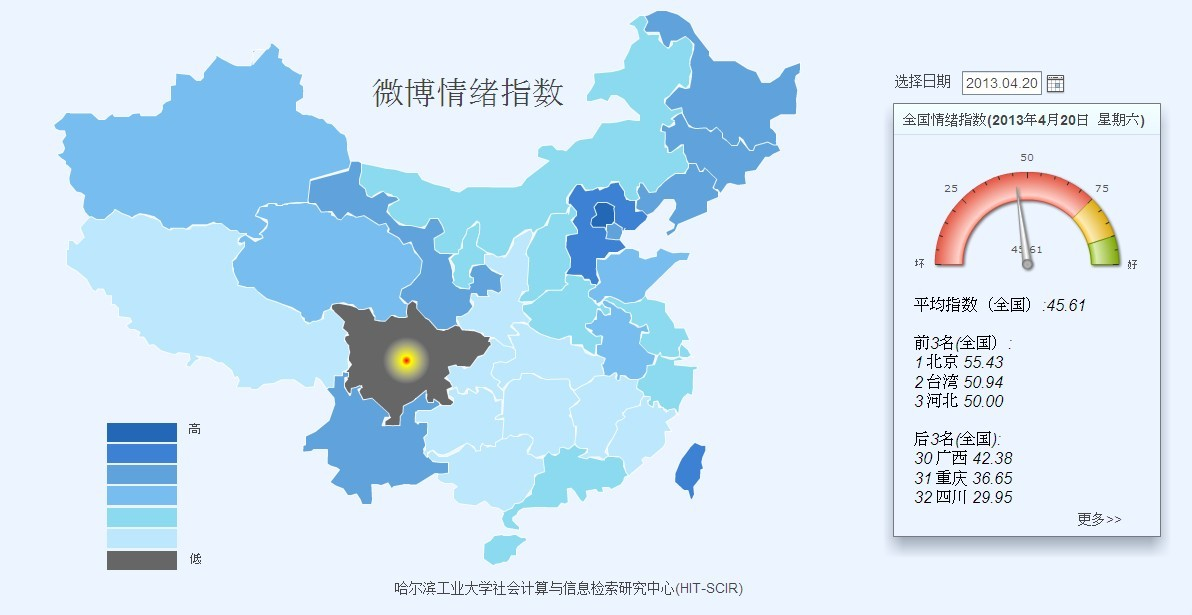 微博情绪指数
高
低
哈尔滨工业大学社会计算与信息检索研究中心(HIT-SCIR)
选择日期 2013.04.20
全国情绪指数(2013年4月20日 星期六)
50
25
75
45.61
坏
好
平均指数（全国）:45.61
前3名(全国）:
1 北京 55.43
2 台湾 50.94
3 河北 50.00
后3名(全国):
30 广西 42.38
31 重庆 36.65
32 四川 29.95
更多>>